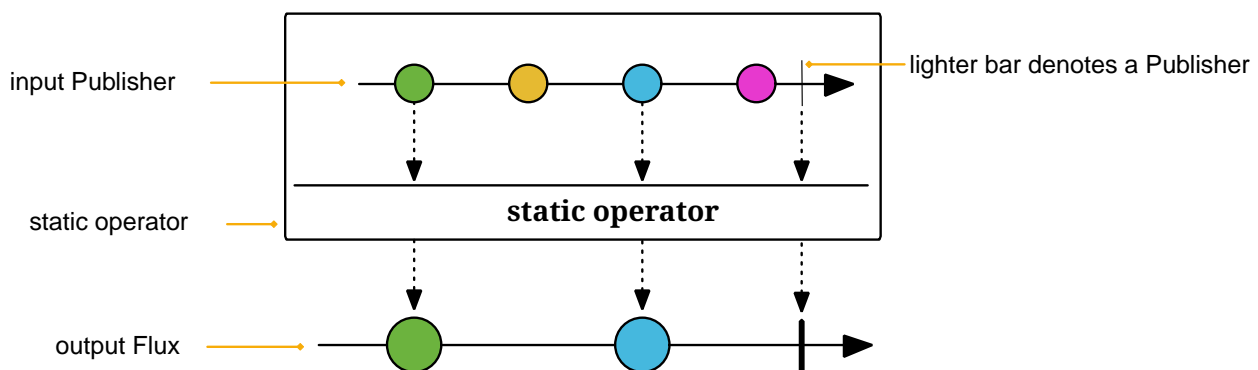 input Publisher
lighter bar denotes a Publisher
static operator
static operator
output Flux